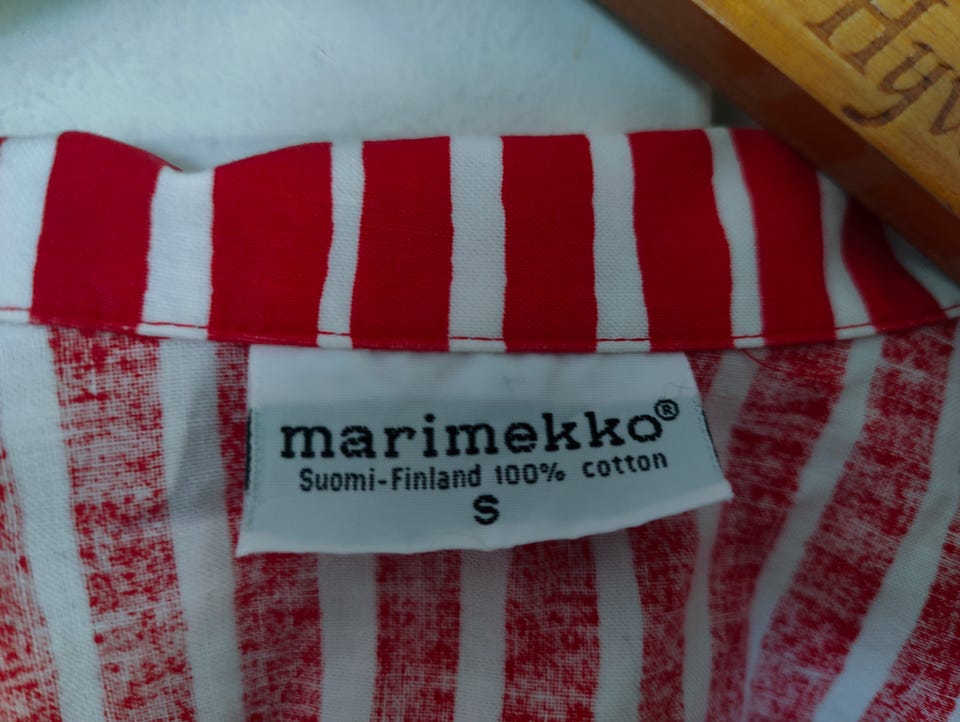 marimekko®
Suomi-Finland 100% cotton
S